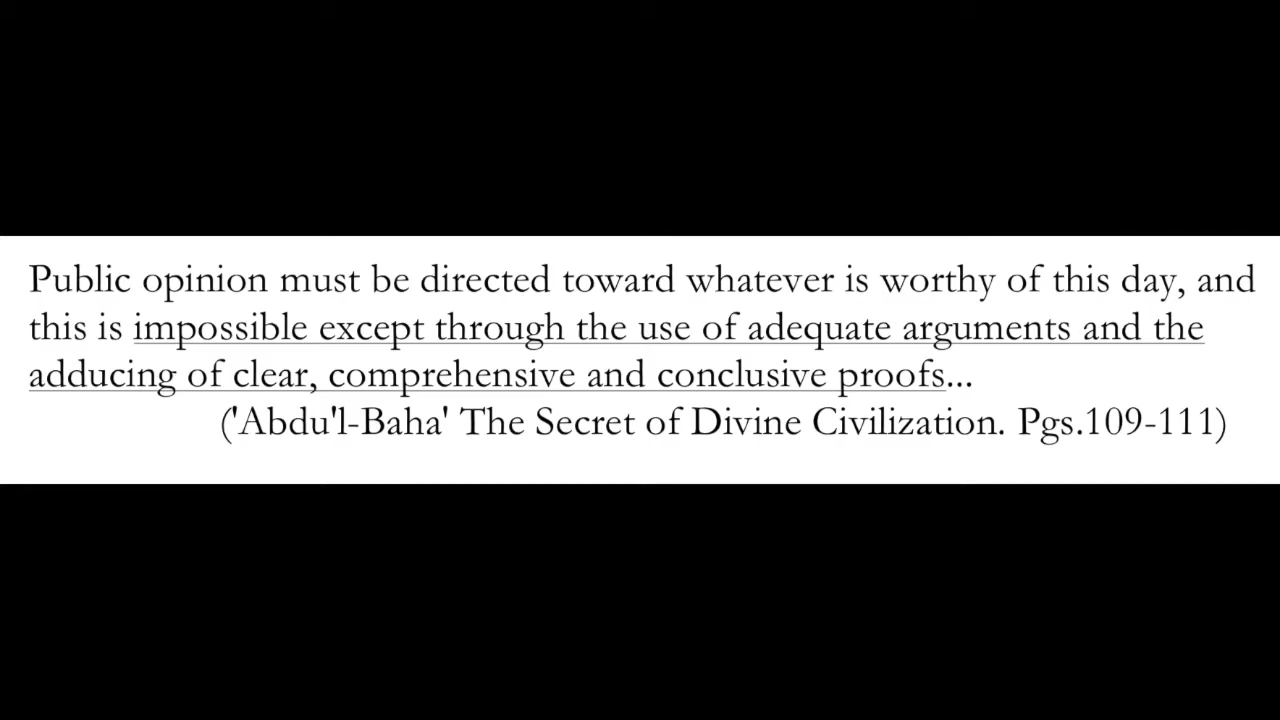 Public opinion must be directed toward whatever is worthy of this day, and
this is impossible except through the use of adequate arguments and the
adducing of clear, comprehensive and conclusive proofs...
('Abdu'l-Baha' The Secret of Divine Civilization. Pgs.109-111)